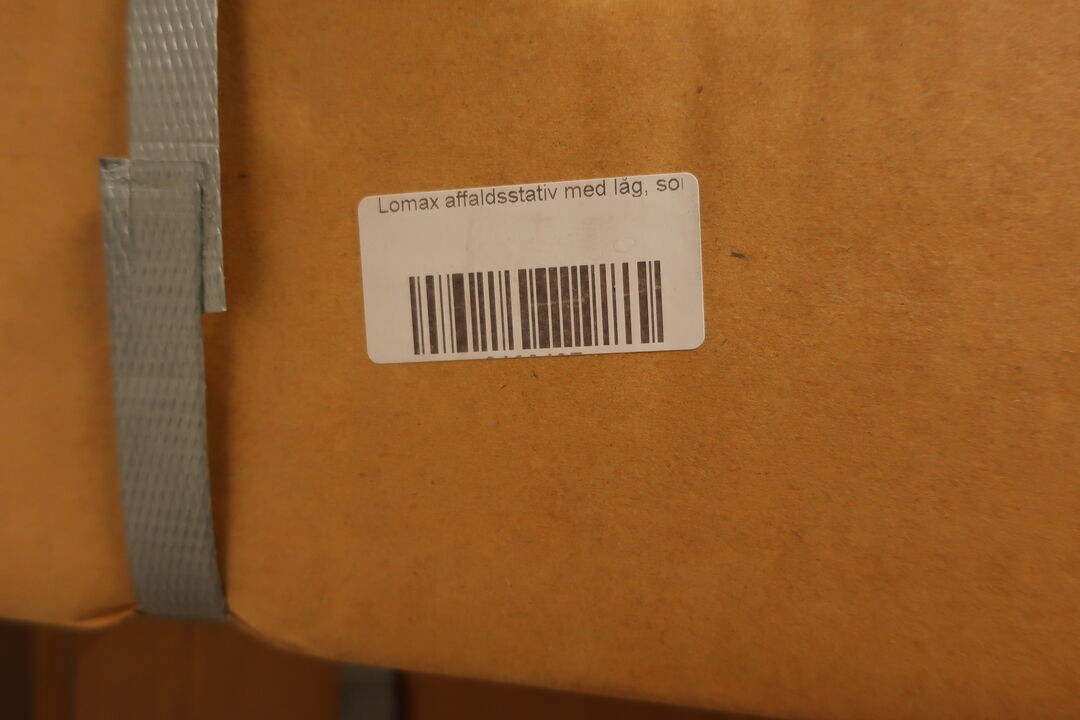 Lomax affaldsstativ med låg, so